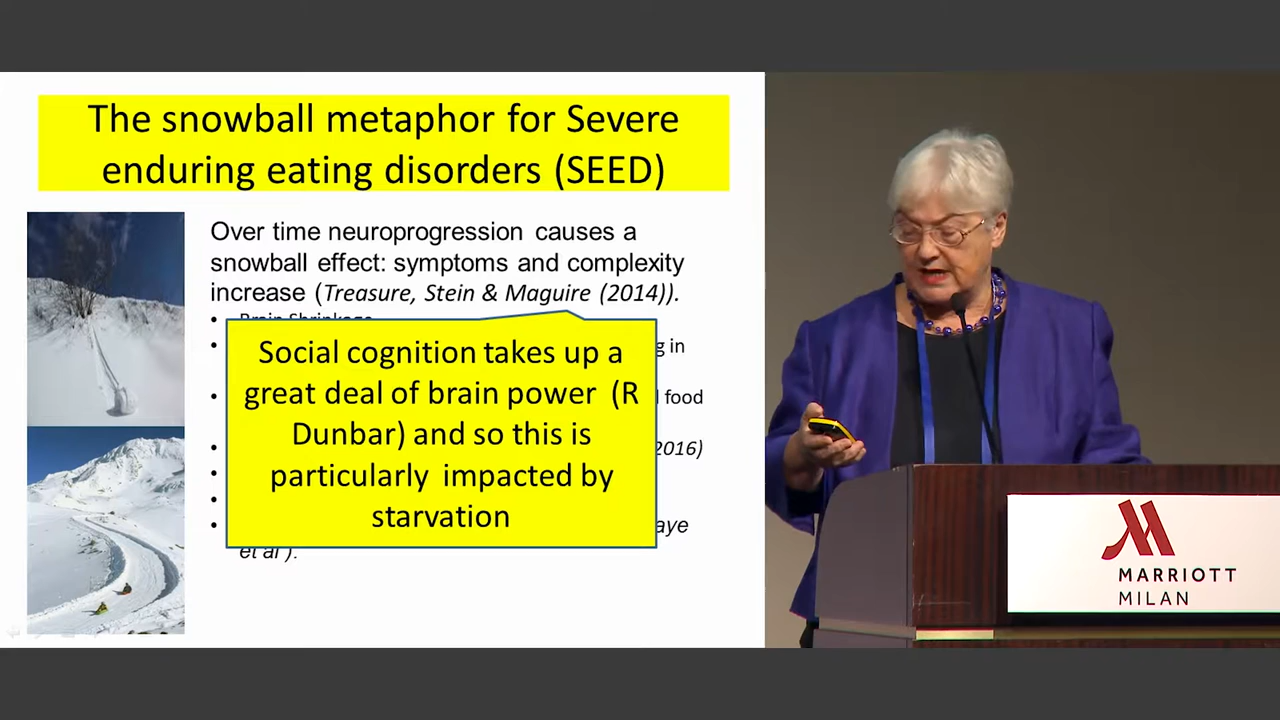 The snowball metaphor for Severe
enduring eating disorders (SEED)
Over time neuroprogression causes a
snowball effect: symptoms and complexity
increase (Treasure, Stein & Maguire (2014)).
Brain Shrinkage
g in
food
2016)
et al ).
Social cognition takes up a
great deal of brain power (R
Dunbar) and so this is
particularly impacted by
starvation
MARRIOTT
MILAN